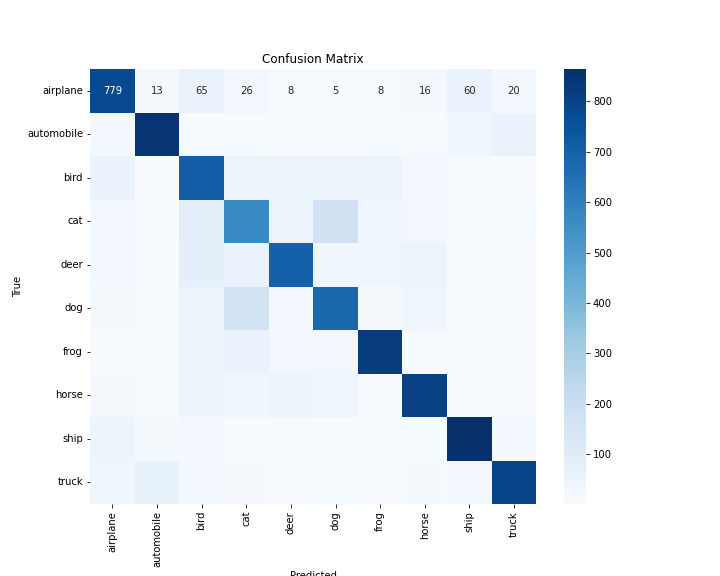 Confusion Matrix
airplane 779 13 65 26 8 5 8 16 60 20
automobile
bird
cat
deer
dog
frog
horse
ship
truck
True
airplane automobile bird cat deer dog frog horse ship truck
Predicted
800
700
600
500
400
300
200
100